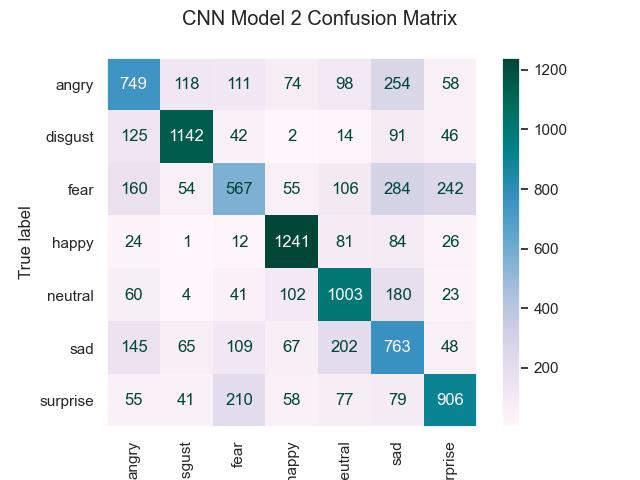 CNN Model 2 Confusion Matrix
angry 749 118 111 74 98 254 58
disgust 125 1142 42 2 14 91 46
fear 160 54 567 55 106 284 242
happy 24 1 12 1241 81 84 26
neutral 60 4 41 102 1003 180 23
sad 145 65 109 67 202 763 48
surprise 55 41 210 58 77 79 906
True label
angry sgust fear happy eutral sad rprise
1200
1000
800
600
400
200